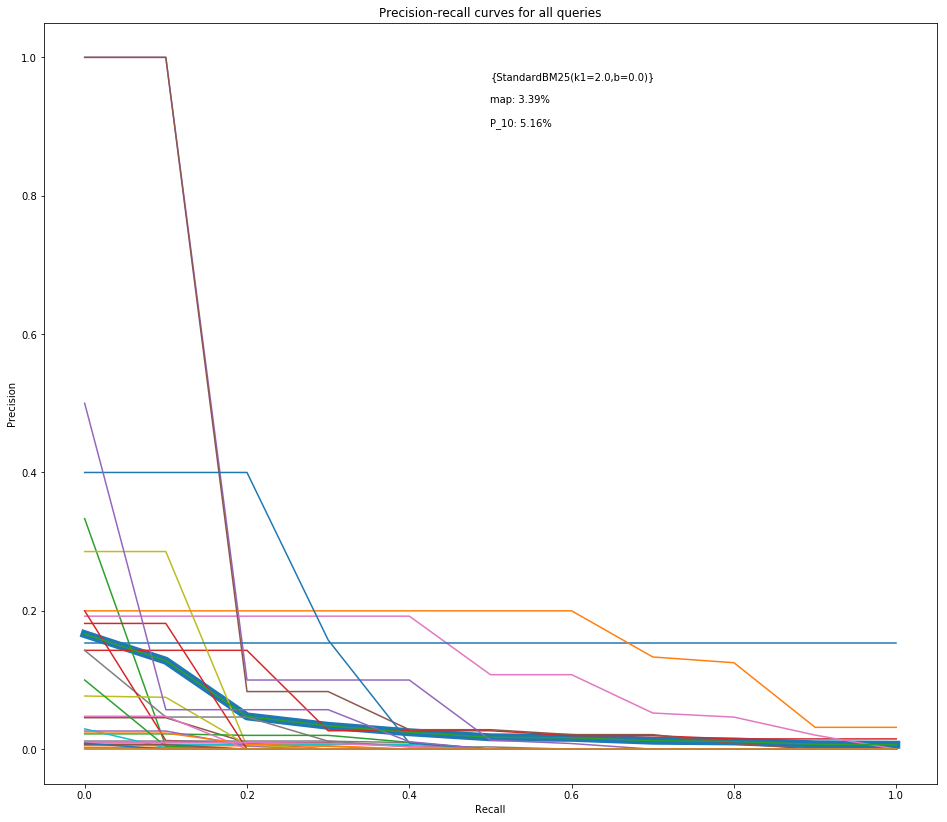 Precision-recall curves for all queries
{StandardBM25(k1=2.0,b=0.0)}
map: 3.39%
P_10: 5.16%
1.0
0.8
0.6
0.4
0.2
0.0
Precision
0.0 0.2 0.4 0.6 0.8 1.0
Recall